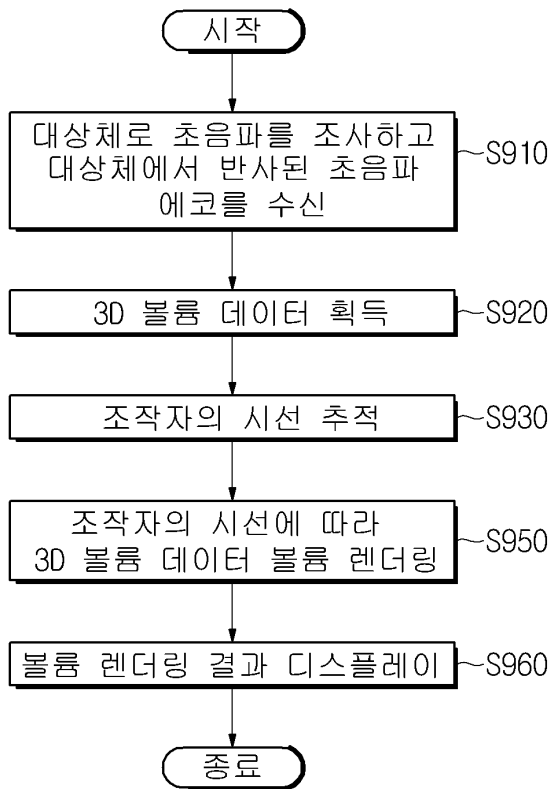 시작
대상체로 초음파를 조사하고
대상체에서 반사된 초음파
에코를 수신
S910
3D 볼륨 데이터 획득
S920
조작자의 시선 추적
S930
조작자의 시선에 따라
3D 볼륨 데이터 볼륨 렌더링
S950
볼륨 렌더링 결과 디스플레이
S960
종료